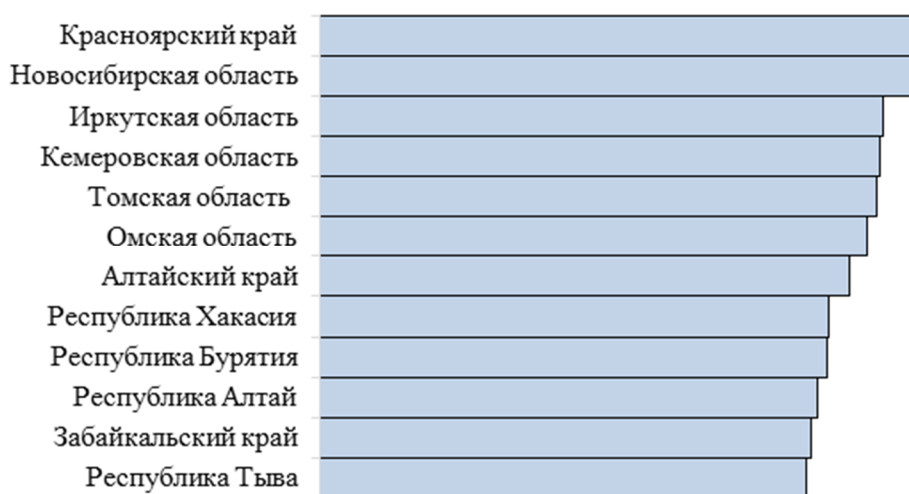 Красноярский край
Новосибирская область
Иркутская область
Кемеровская область
Томская область
Омская область
Алтайский край
Республика Хакасия
Республика Бурятия
Республика Алтай
Забайкальский край
Республика Тыва